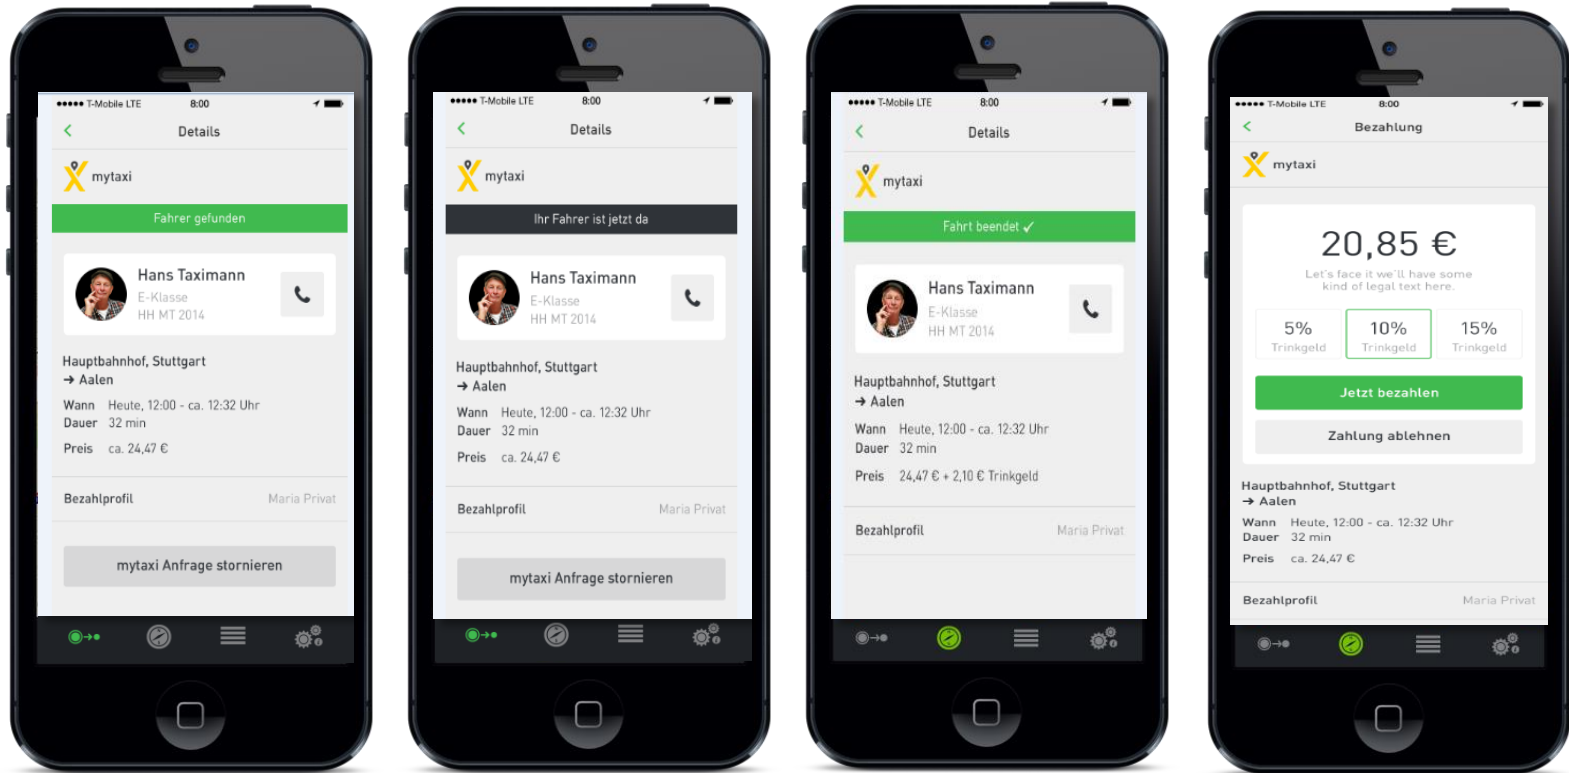 ●●●●● T-Mobile LTE 8:00
Details
mytaxi
Fahrer gefunden
Hans Taximann
E-Klasse
HH MT 2014
Hauptbahnhof, Stuttgart
→ Aalen
Wann Heute, 12:00 - ca. 12:32 Uhr
Dauer 32 min
Preis ca. 24,47 €
Bezahlprofil Maria Privat
mytaxi Anfrage stornieren
●●●●● T-Mobile LTE 8:00
Details
mytaxi
Ihr Fahrer ist jetzt da
Hans Taximann
E-Klasse
HH MT 2014
Hauptbahnhof, Stuttgart
→ Aalen
Wann Heute, 12:00 - ca. 12:32 Uhr
Dauer 32 min
Preis ca. 24,47 €
Bezahlprofil Maria Privat
mytaxi Anfrage stornieren
●●●●● T-Mobile LTE 8:00
Details
mytaxi
Fahrt beendet ✓
Hans Taximann
E-Klasse
HH MT 2014
Hauptbahnhof, Stuttgart
→ Aalen
Wann Heute, 12:00 - ca. 12:32 Uhr
Dauer 32 min
Preis 24,47 € + 2,10 € Trinkgeld
Bezahlprofil Maria Privat
●●●●● T-Mobile LTE 8:00
Bezahlung
mytaxi
20,85 €
Let's face it we'll have some
kind of legal text here.
5% 10% 15%
Trinkgeld Trinkgeld Trinkgeld
Jetzt bezahlen
Zahlung ablehnen
Hauptbahnhof, Stuttgart
→ Aalen
Wann Heute, 12:00 - ca. 12:32 Uhr
Dauer 32 min
Preis ca. 24,47 €
Bezahlprofil Maria Privat